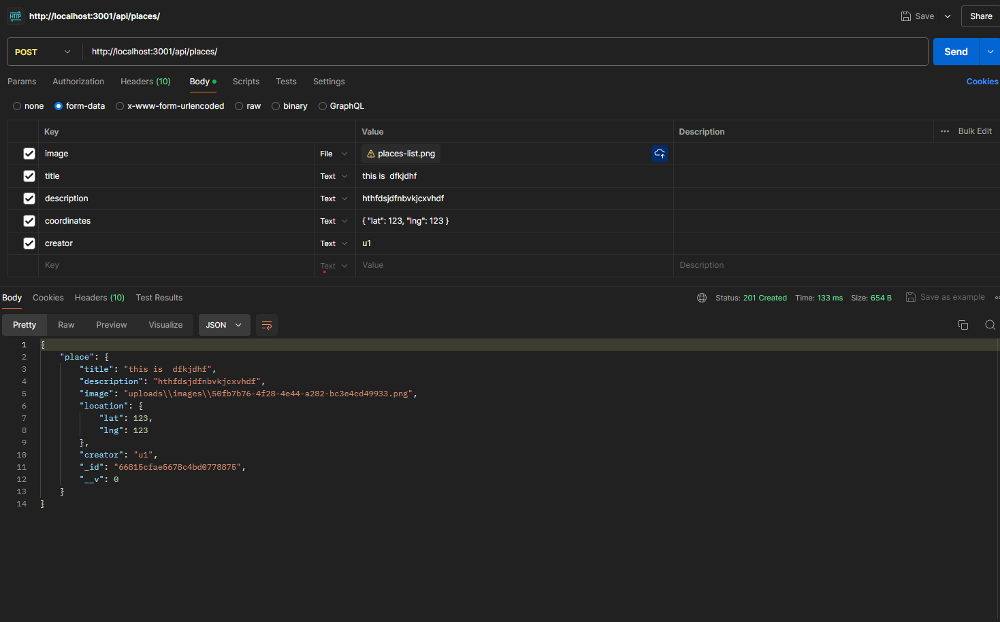 HTTP http://localhost:3001/api/places/ Save Share
POST http://localhost:3001/api/places/ Send
Params Authorization Headers (10) Body Scripts Tests Settings Cookies
none form-data x-www-form-urlencoded raw binary GraphQL
Key Value Description ••• Bulk Edit
image File places-list.png
title Text this is  dfkjdhf
description Text hthfdsjdfnbvkjcxvhdf
coordinates Text { "lat": 123, "lng": 123 }
creator Text u1
Key Text Value Description
Body Cookies Headers (10) Test Results Status: 201 Created Time: 133 ms Size: 654 B Save as example
Pretty Raw Preview Visualize JSON
1 {
2 "place": {
3 "title": "this is  dfkjdhf",
4 "description": "hthfdsjdfnbvkjcxvhdf",
5 "image": "uploads\\images\\50fb7b76-4f28-4e44-a282-bc3e4cd49933.png",
6 "location": {
7 "lat": 123,
8 "lng": 123
9 },
10 "creator": "u1",
11 "_id": "66815cfae5678c4bd0778875",
12 "__v": 0
13 }
14 }